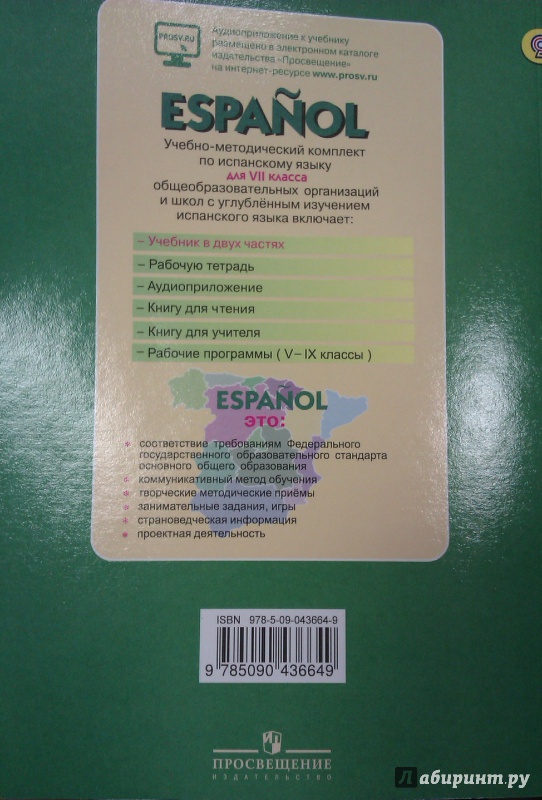 PROSV.RU
Аудиоприложение к учебнику
размещено в электронном каталоге
издательства «Просвещение»
на интернет-ресурсе www.prosv.ru
ESPAÑOL
Учебно-методический комплект
по испанскому языку
для VII класса
общеобразовательных организаций
и школ с углублённым изучением
испанского языка включает:
– Учебник в двух частях
– Рабочую тетрадь
– Аудиоприложение
– Книгу для чтения
– Книгу для учителя
– Рабочие программы ( V– IX классы )
ESPAÑOL
это:
соответствие требованиям Федерального
государственного образовательного стандарта
основного общего образования
коммуникативный метод обучения
творческие методические приёмы
занимательные задания, игры
страноведческая информация
проектная деятельность
ISBN 978-5-09-043664-9
9 785090 436649
ПРОСВЕЩЕНИЕ
ИЗДАТЕЛЬСТВО
Лабиринт.ру